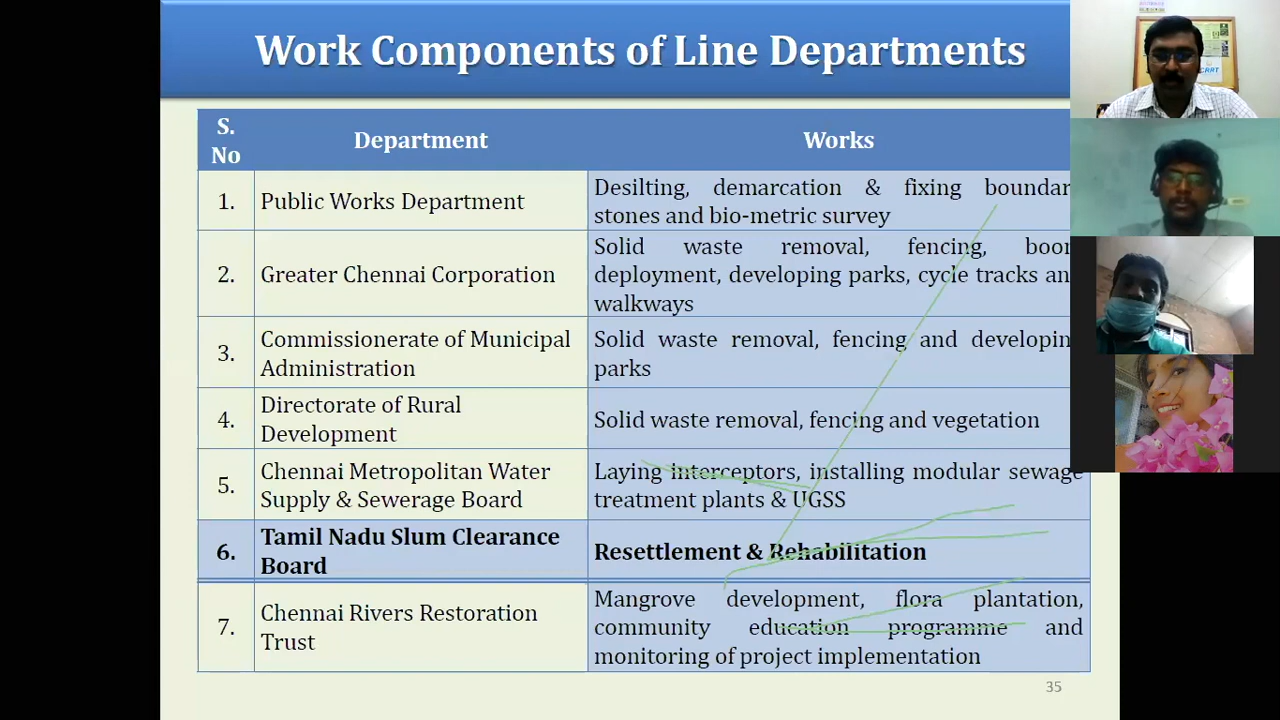 Work Components of Line Departments
S. No
Department
Works
1.
Public Works Department
Desilting, demarcation & fixing boundar
stones and bio-metric survey
2.
Greater Chennai Corporation
Solid waste removal, fencing, boom
deployment, developing parks, cycle tracks an
walkways
3.
Commissionerate of Municipal
Administration
Solid waste removal, fencing and developin
parks
4.
Directorate of Rural
Development
Solid waste removal, fencing and vegetation
5.
Chennai Metropolitan Water
Supply & Sewerage Board
Laying interceptors, installing modular sewage
treatment plants & UGSS
6.
Tamil Nadu Slum Clearance
Board
Resettlement & Rehabilitation
7.
Chennai Rivers Restoration
Trust
Mangrove development, flora plantation,
community education programme and
monitoring of project implementation
35
CRRT